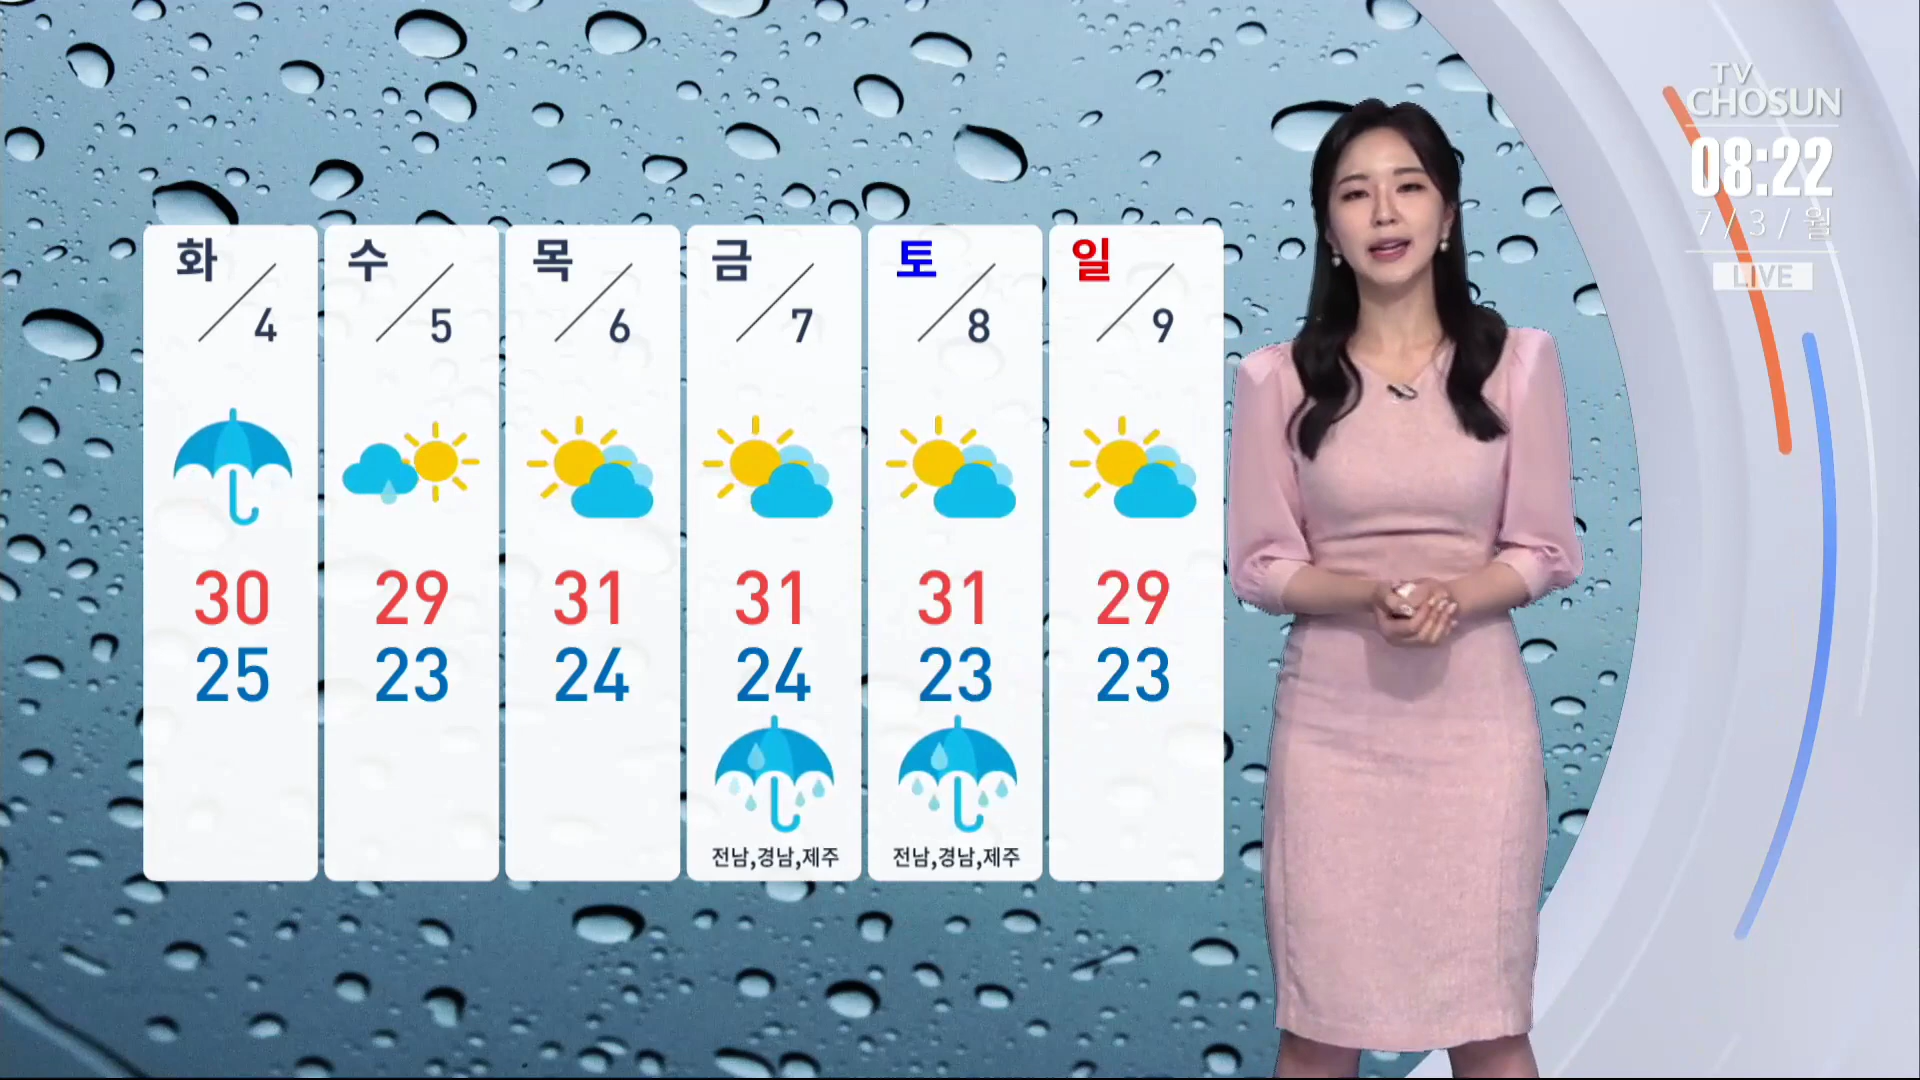 TV
CHOSUN
08:22
7/3/월
LIVE
화 수 목 금 토 일
4 5 6 7 8 9
30 29 31 31 31 29
25 23 24 24 23 23
전남,경남,제주 전남,경남,제주